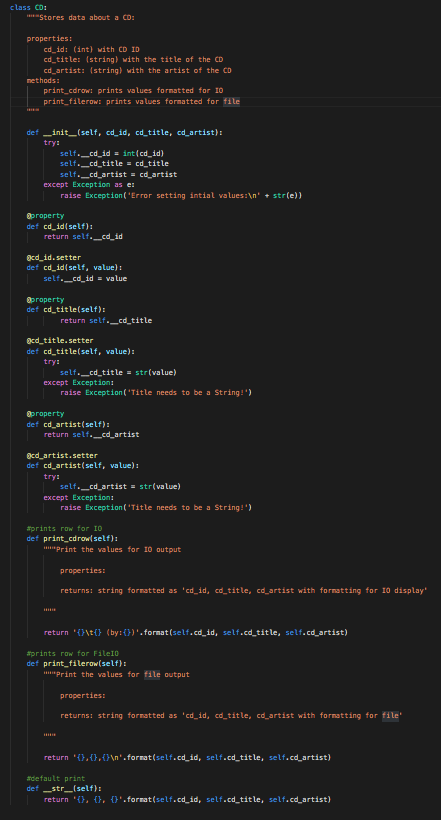 class CD:
    """Stores data about a CD:

    properties:
        cd_id: (int) with CD ID
        cd_title: (string) with the title of the CD
        cd_artist: (string) with the artist of the CD
    methods:
        print_cdrow: prints values formatted for IO
        print_filerow: prints values formatted for file
    """

    def __init__(self, cd_id, cd_title, cd_artist):
        try:
            self.__cd_id = int(cd_id)
            self.__cd_title = cd_title
            self.__cd_artist = cd_artist
        except Exception as e:
            raise Exception('Error setting intial values:\n' + str(e))

    @property
    def cd_id(self):
        return self.__cd_id

    @cd_id.setter
    def cd_id(self, value):
        self.__cd_id = value

    @property
    def cd_title(self):
            return self.__cd_title

    @cd_title.setter
    def cd_title(self, value):
        try:
            self.__cd_title = str(value)
        except Exception:
            raise Exception('Title needs to be a String!')

    @property
    def cd_artist(self):
        return self.__cd_artist

    @cd_artist.setter
    def cd_artist(self, value):
        try:
            self.__cd_artist = str(value)
        except Exception:
            raise Exception('Title needs to be a String!')

    #prints row for IO
    def print_cdrow(self):
        """Print the values for IO output

            properties:

            returns: string formatted as 'cd_id, cd_title, cd_artist with formatting for IO display'

        """

        return '{}\t{} (by:{})'.format(self.cd_id, self.cd_title, self.cd_artist)

    #prints row for FileIO
    def print_filerow(self):
        """Print the values for file output

            properties:

            returns: string formatted as 'cd_id, cd_title, cd_artist with formatting for file'

        """

        return '{},{},{}\n'.format(self.cd_id, self.cd_title, self.cd_artist)

    #default print
    def __str__(self):
        return '{}, {}, {}'.format(self.cd_id, self.cd_title, self.cd_artist)